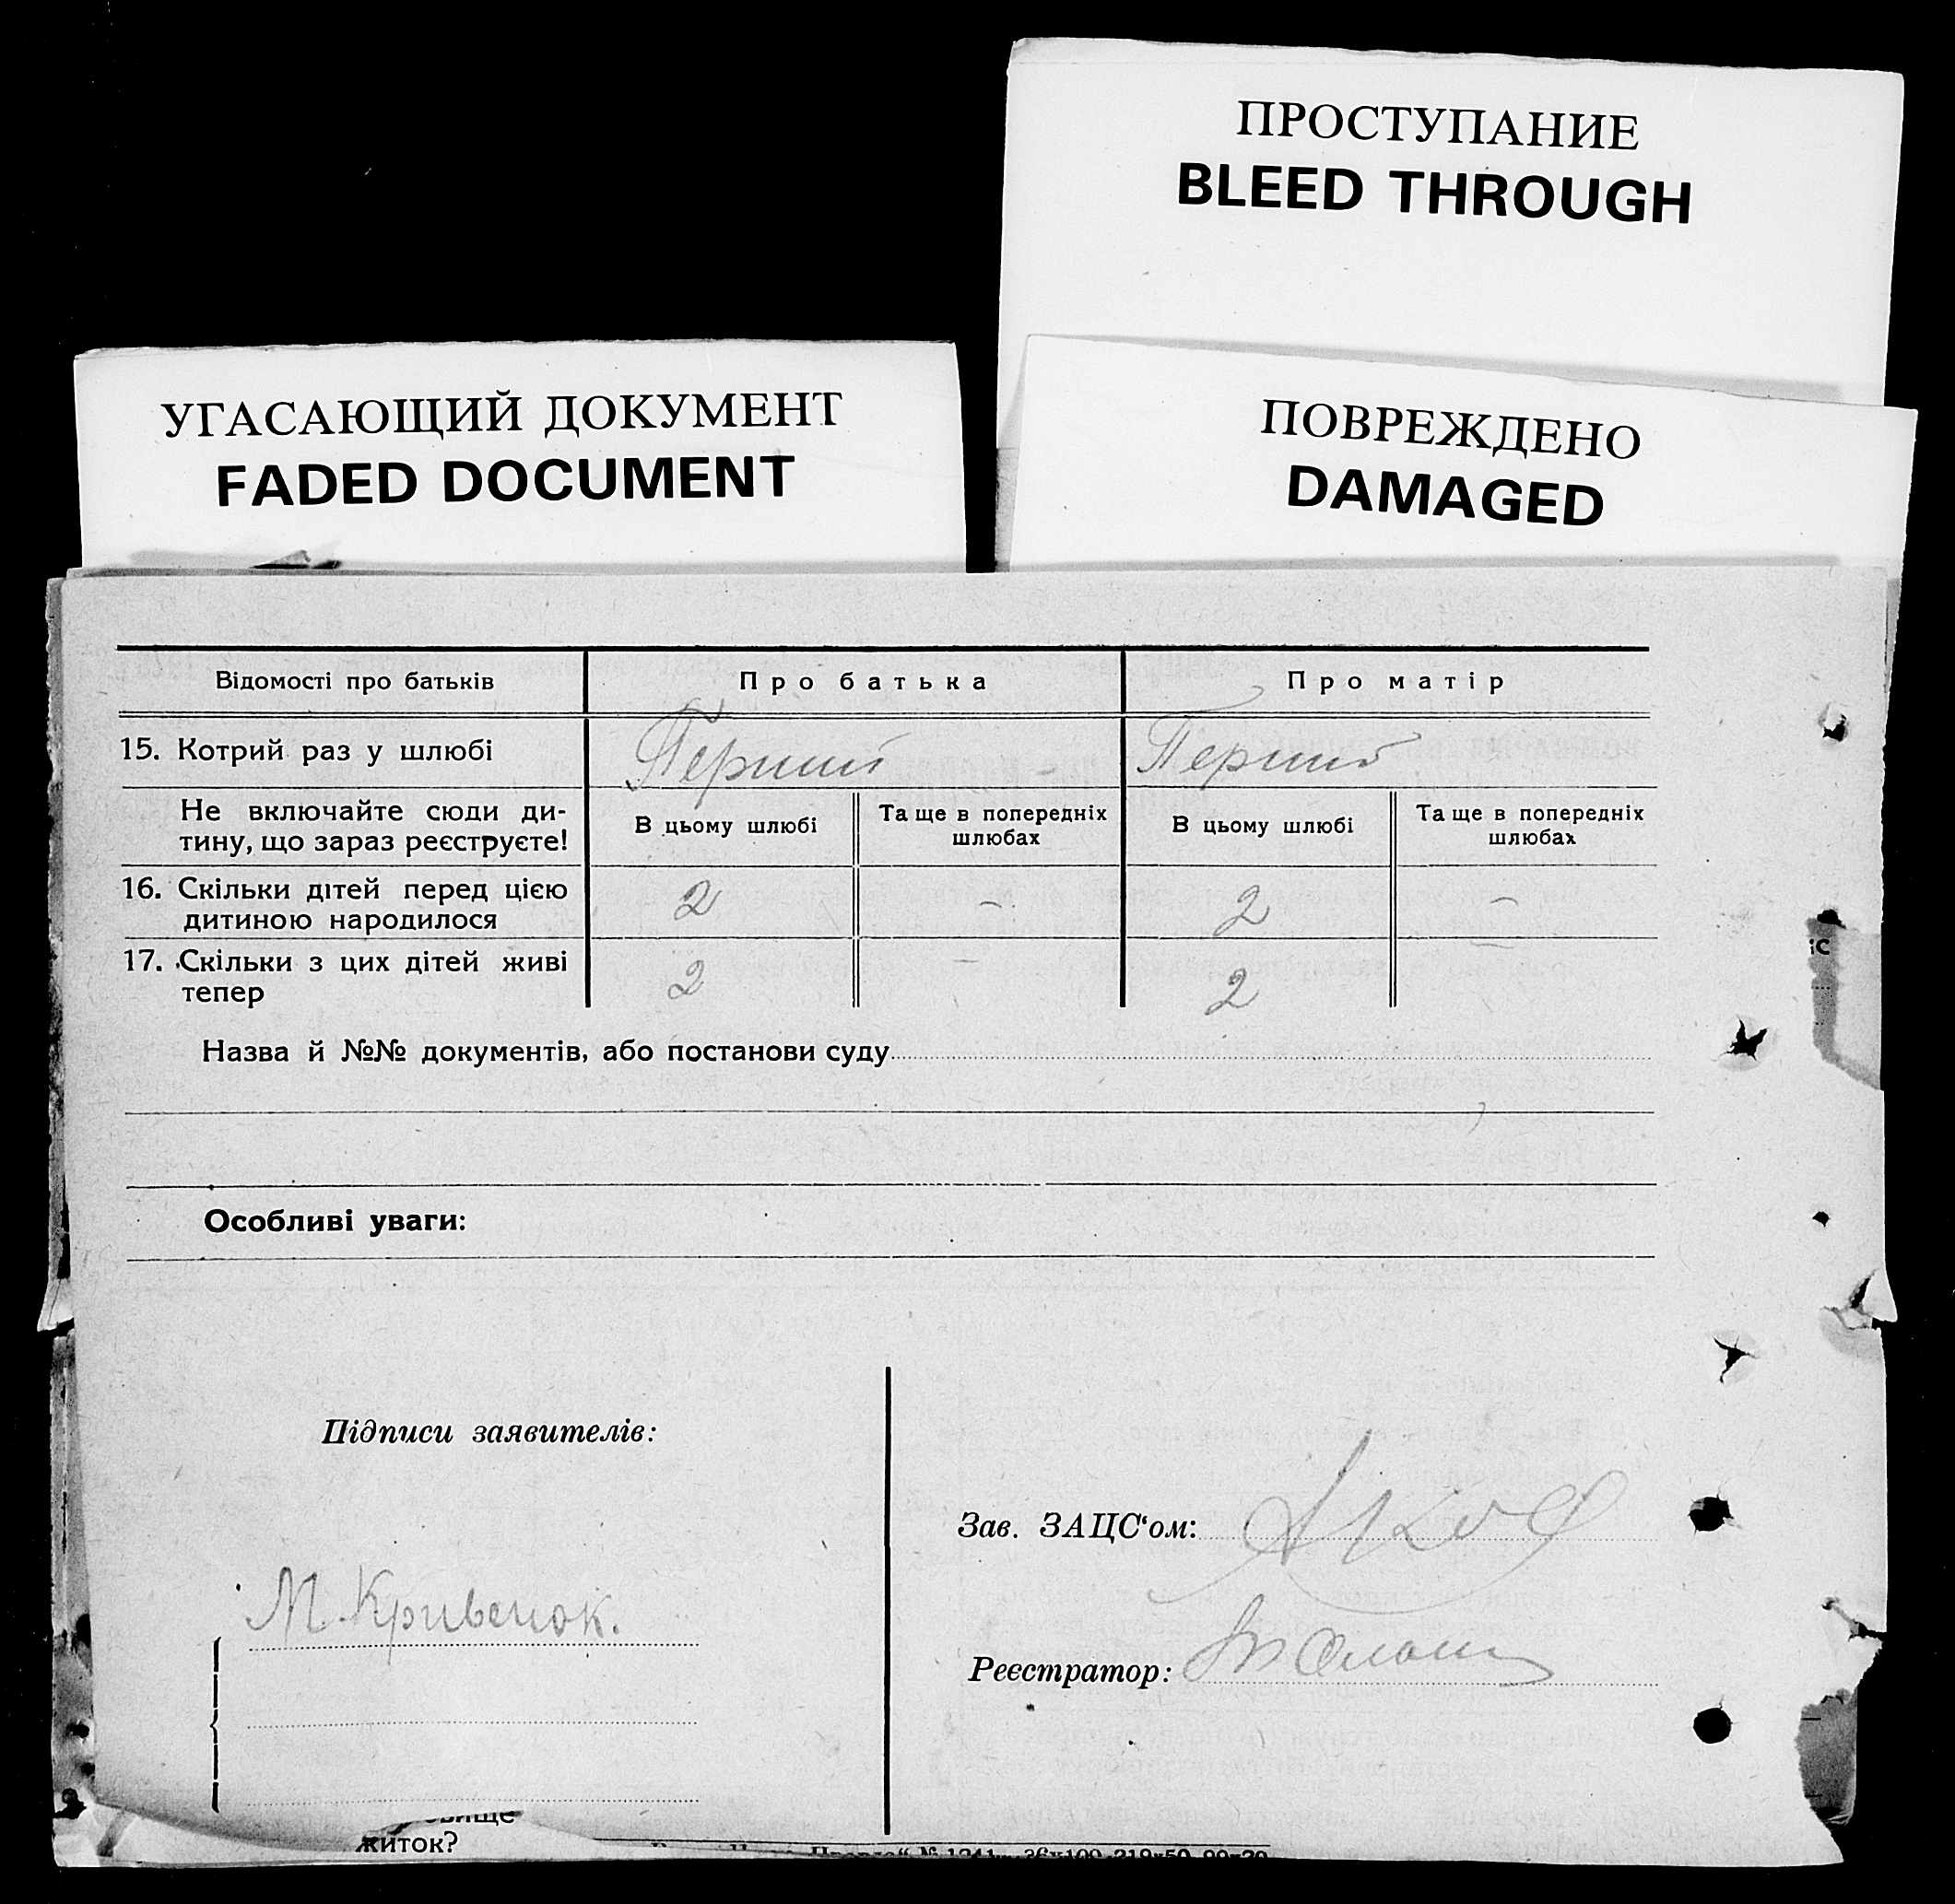 ПРОСТУПАНИЕ
BLEED THROUGH
УГАСАЮЩИЙ ДОКУМЕНТ
FADED DOCUMENT
ПОВРЕЖДЕНО
DAMAGED
Відомості про батьків Про батька Про матір
15. Котрий раз у шлюбі Перший Перший
Не включайте сюди ди-
тину, що зараз реєструєте!
В цьому шлюбі
Та ще в попередніх
шлюбах
В цьому шлюбі
Та ще в попередніх
шлюбах
16. Скільки дітей перед цією
дитиною народилося
2 - 2 -
17. Скільки з цих дітей живі
тепер
2 - 2
іс
Назва й №№ документів, або постанови суду
Особливі уваги:
Підписи заявителів:
М. Кривенок.
Зав. ЗАЦС‘ом:
Реєстратор:
житок?